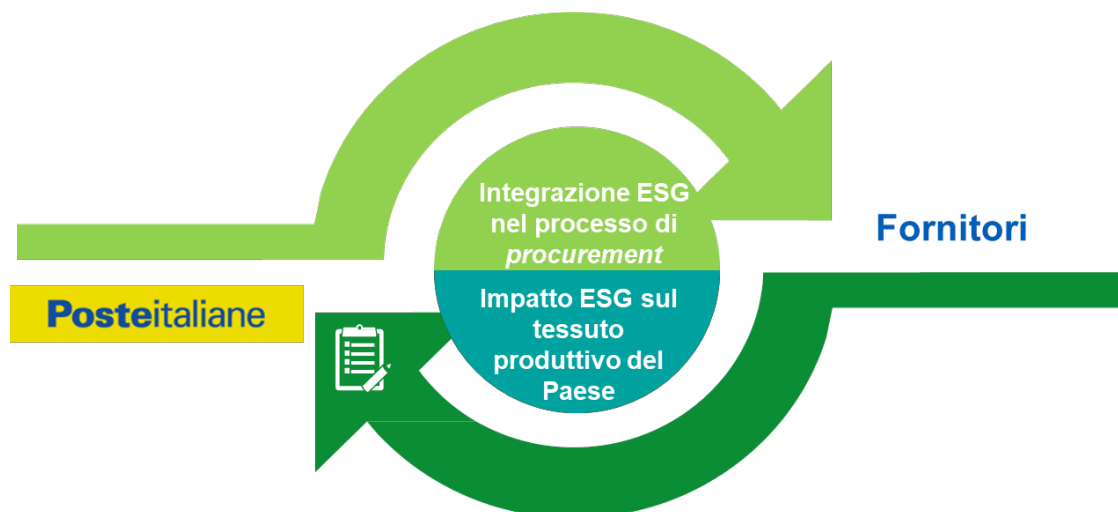 Integrazione ESG
nel processo di
procurement
Fornitori
Posteitaliane
Impatto ESG sul
tessuto
produttivo del
Paese